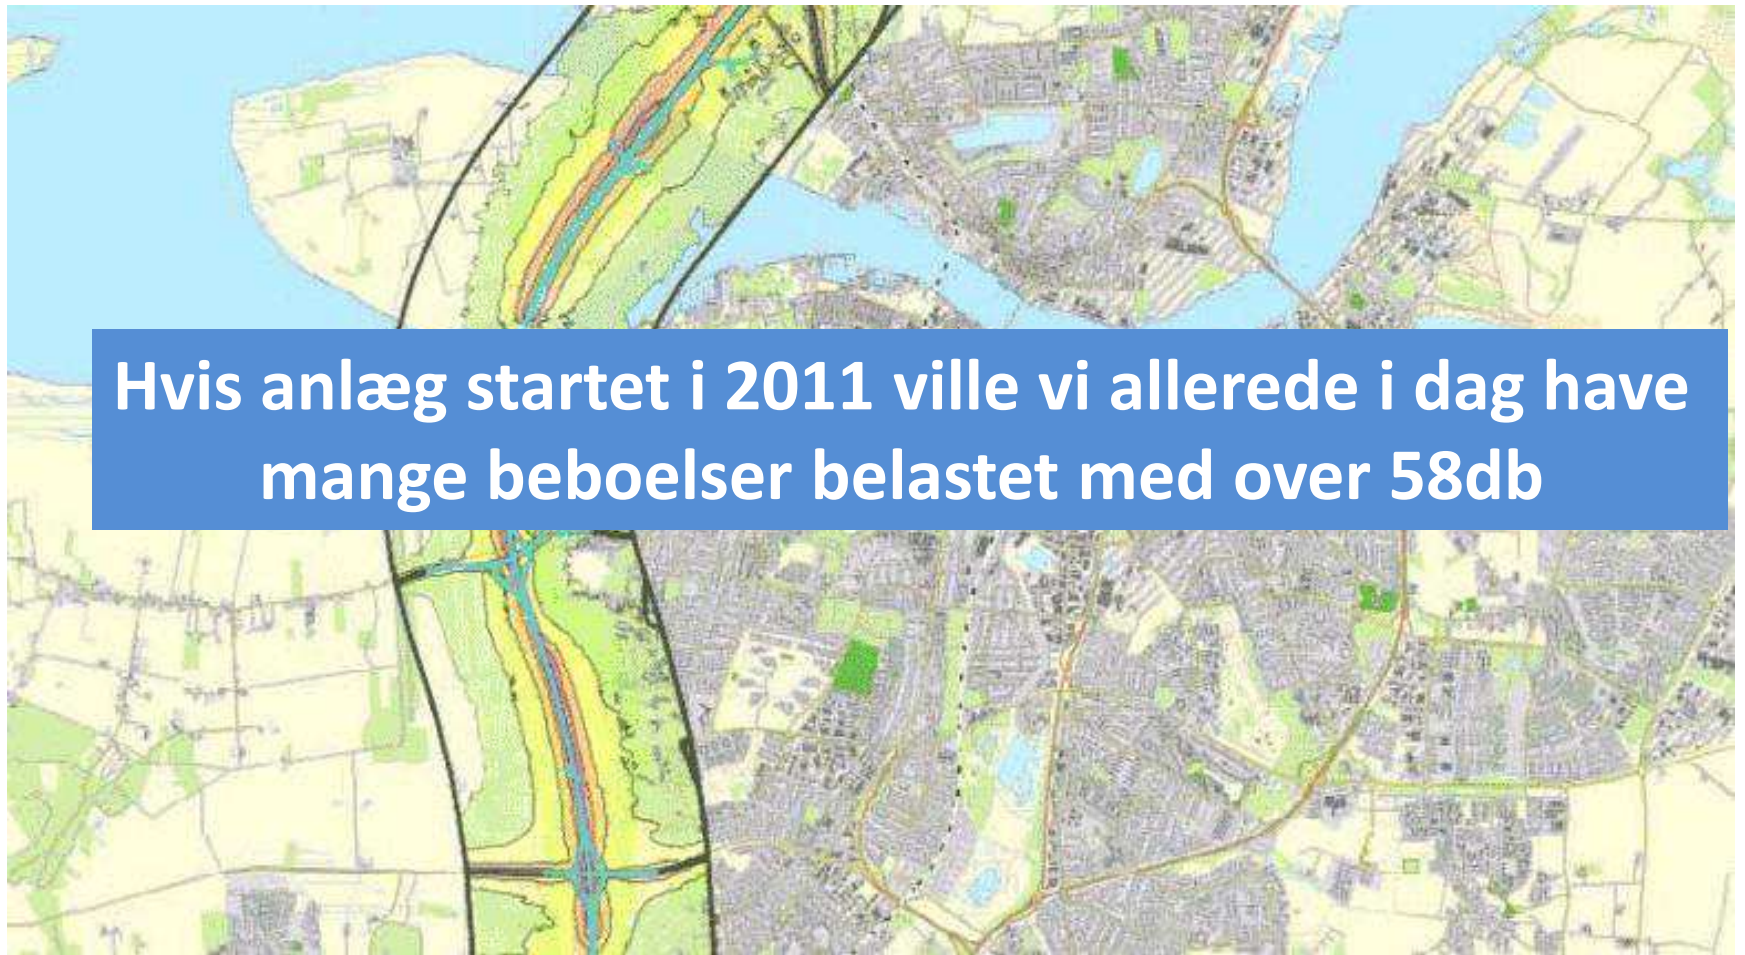 Hvis anlæg startet i 2011 ville vi allerede i dag have
mange beboelser belastet med over 58db